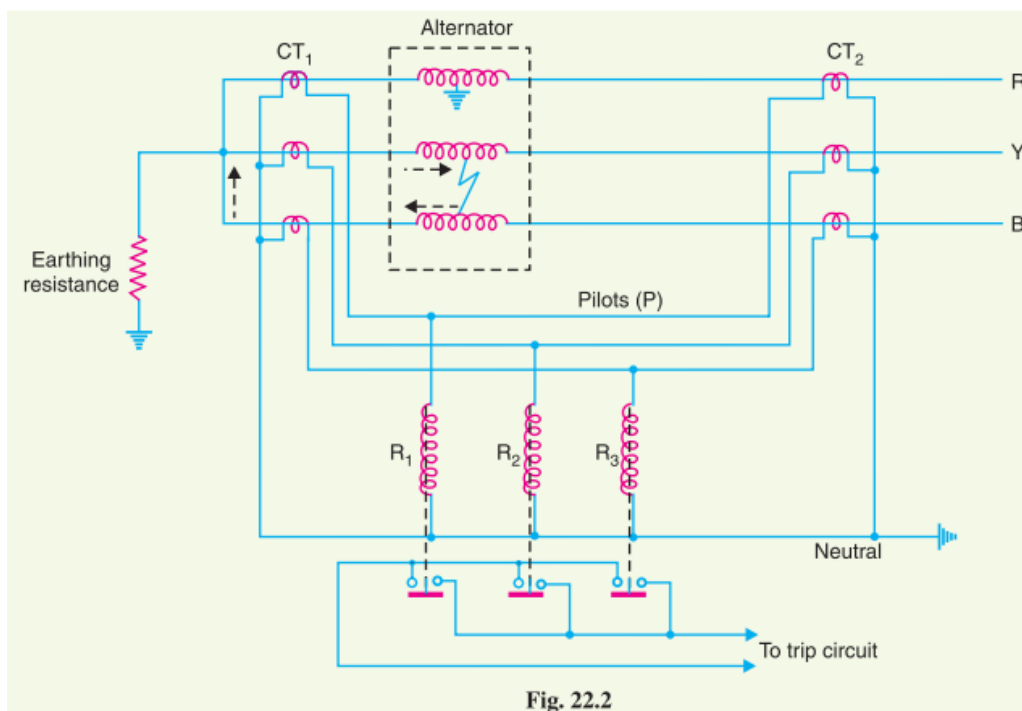 Alternator
CT1
CT2
R
Y
B
Earthing
resistance
Pilots (P)
R1
R2
R3
Neutral
To trip circuit
Fig. 22.2